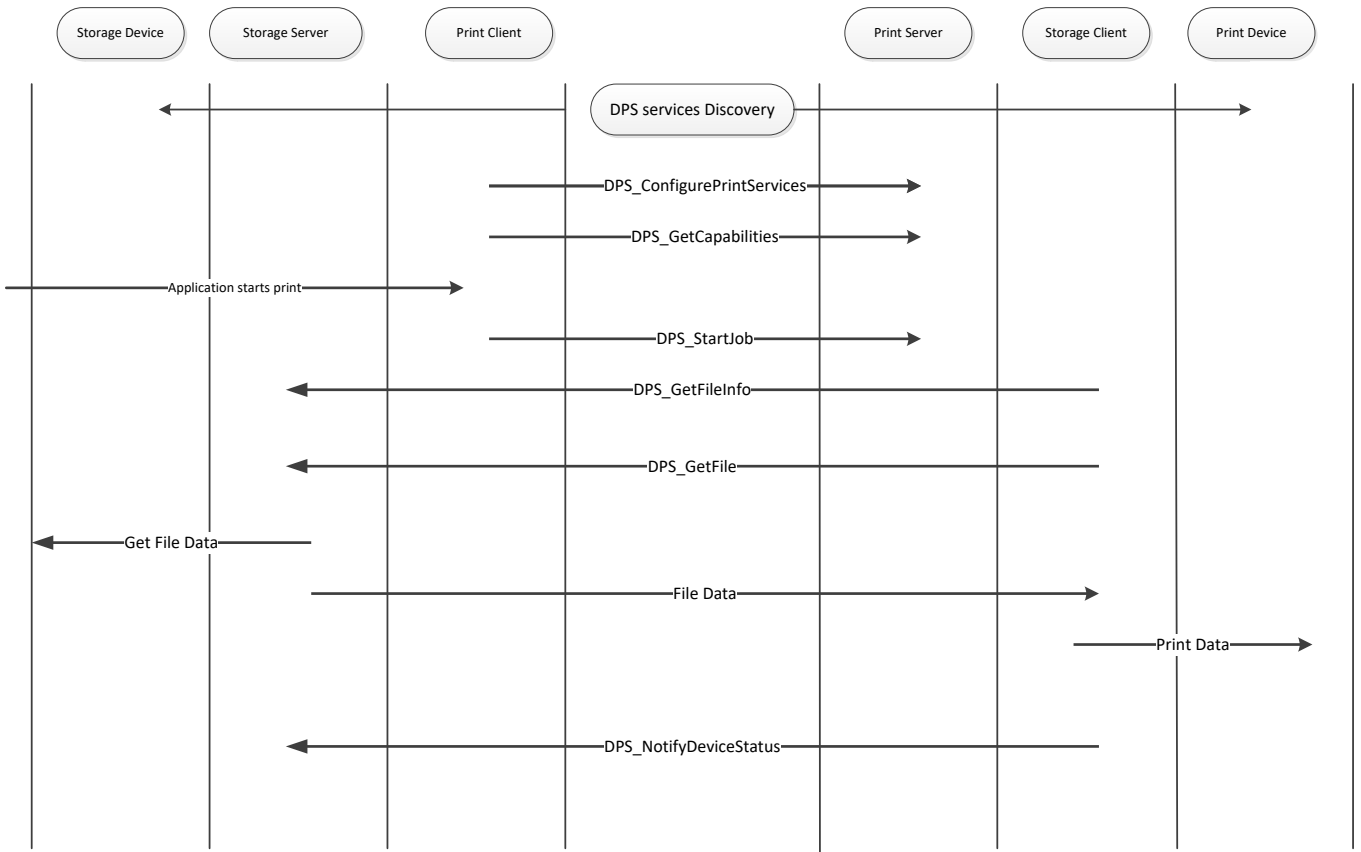 Storage Device
Storage Server
Print Client
Print Server
Storage Client
Print Device
DPS services Discovery
DPS_ConfigurePrintServices
DPS_GetCapabilities
Application starts print
DPS_StartJob
DPS_GetFileInfo
DPS_GetFile
Get File Data
File Data
Print Data
DPS_NotifyDeviceStatus